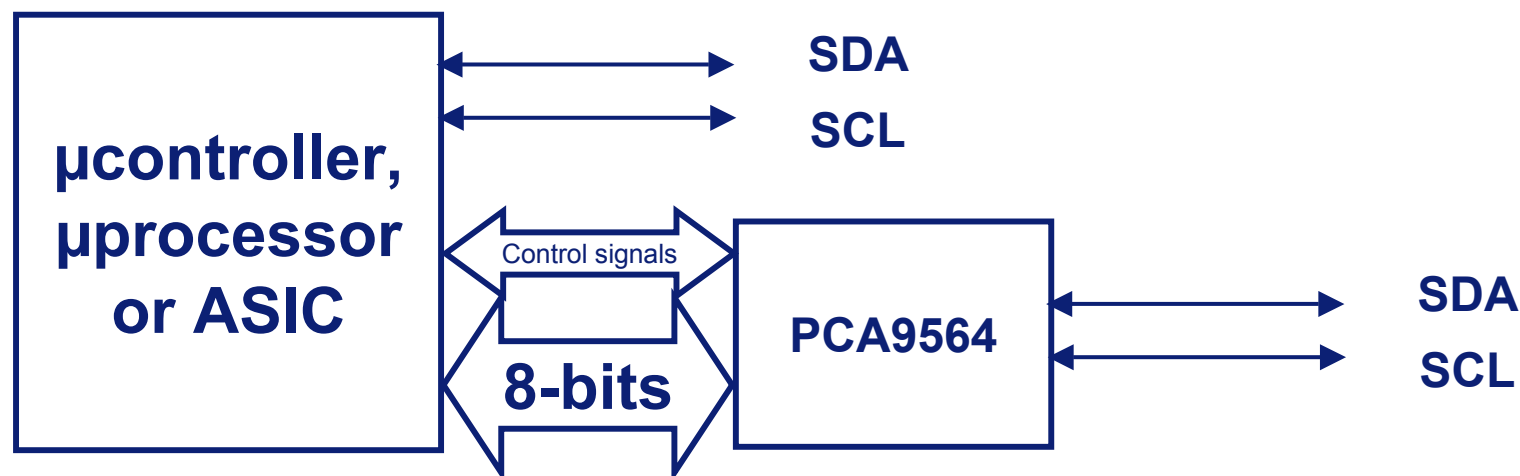 SDA
SCL
µcontroller,
µprocessor
or ASIC
Control signals
8-bits
PCA9564
SDA
SCL